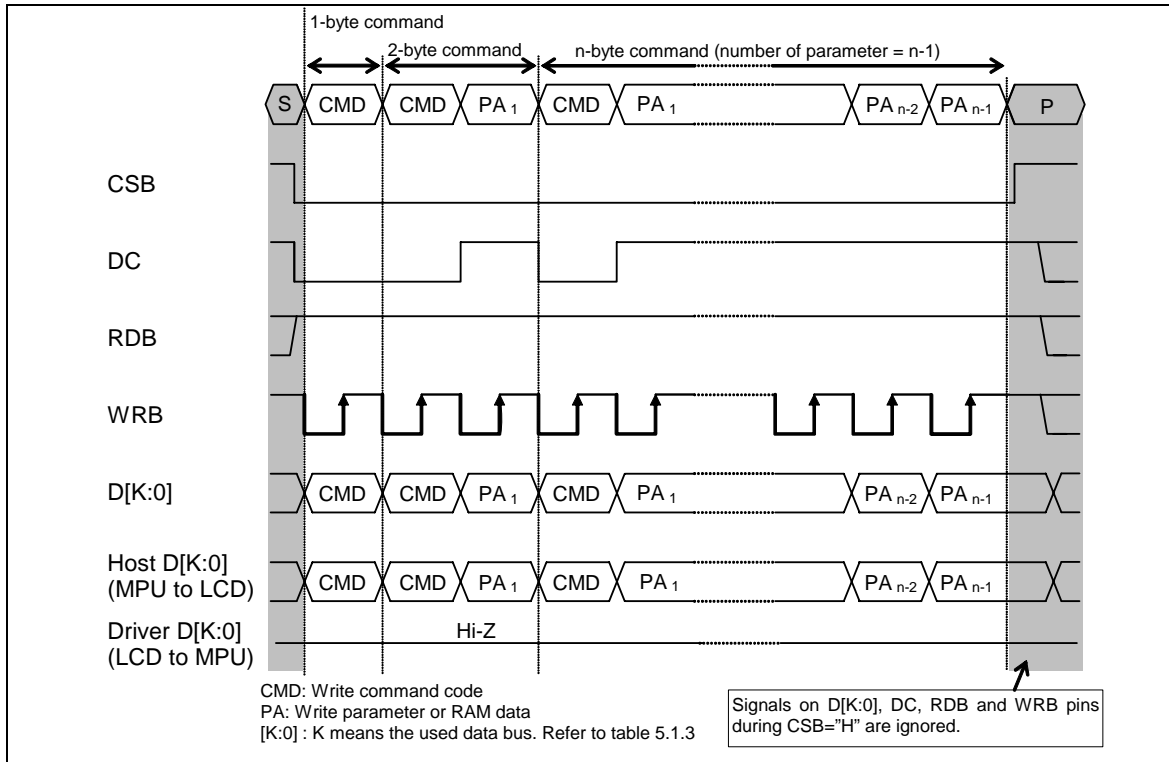 1-byte command
2-byte command
n-byte command (number of parameter = n-1)
S CMD CMD PA 1 CMD PA 1 PA n-2 PA n-1 P
CSB
DC
RDB
WRB
D[K:0] CMD CMD PA 1 CMD PA 1 PA n-2 PA n-1
Host D[K:0]
(MPU to LCD) CMD CMD PA 1 CMD PA 1 PA n-2 PA n-1
Driver D[K:0]
(LCD to MPU)
Hi-Z
CMD: Write command code
PA: Write parameter or RAM data
[K:0] : K means the used data bus. Refer to table 5.1.3
Signals on D[K:0], DC, RDB and WRB pins
during CSB=”H” are ignored.